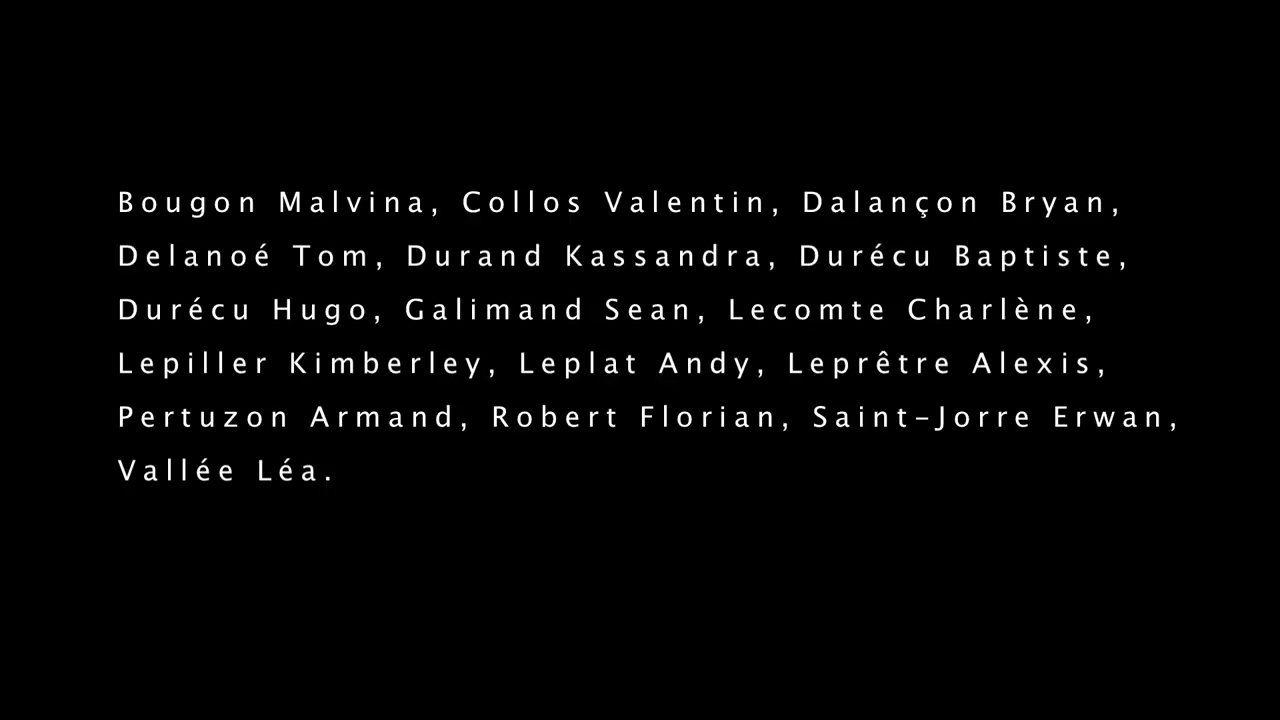 Bougon Malvina, Collos Valentin, Dalançon Bryan,
Delanoé Tom, Durand Kassandra, Durécu Baptiste,
Durécu Hugo, Galimand Sean, Lecomte Charlène,
Lepiller Kimberley, Leplat Andy, Leprêtre Alexis,
Pertuzon Armand, Robert Florian, Saint-Jorre Erwan,
Vallée Léa.